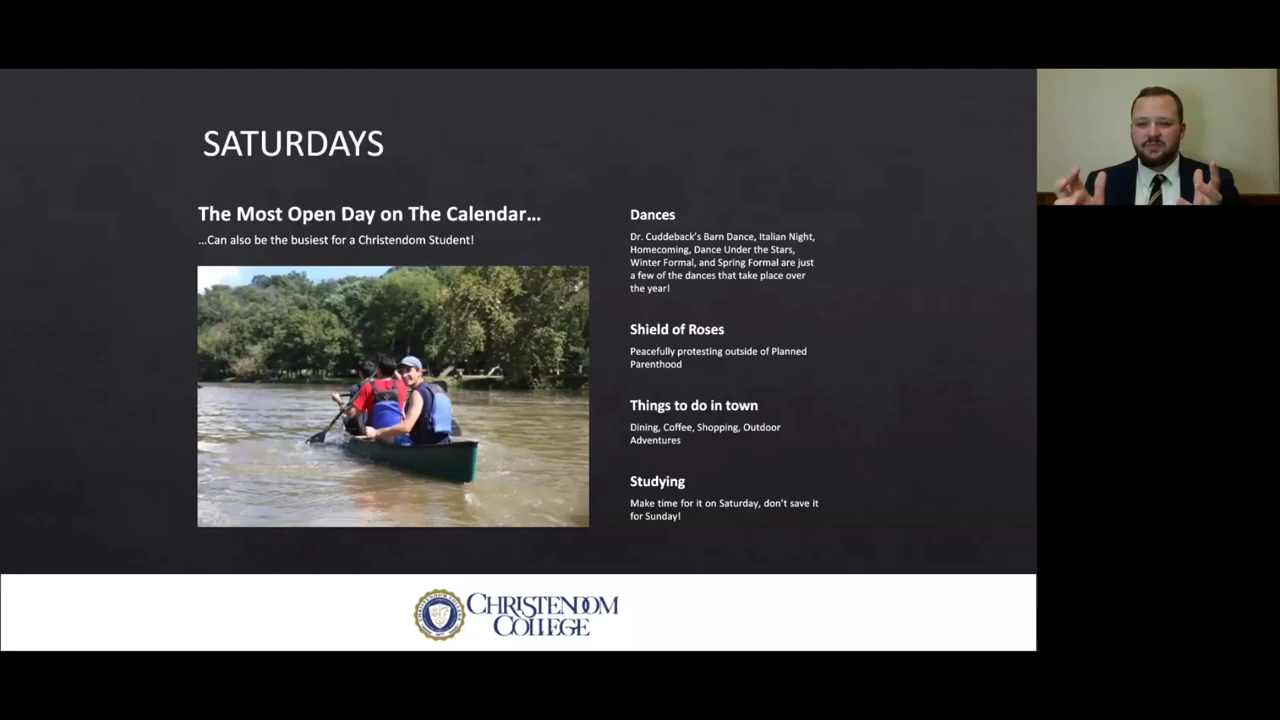 SATURDAYS
The Most Open Day on The Calendar...
...Can also be the busiest for a Christendom Student!
Dances
Dr. Cuddeback's Barn Dance, Italian Night,
Homecoming, Dance Under the Stars,
Winter Formal, and Spring Formal are just
a few of the dances that take place over
the year!
Shield of Roses
Peacefully protesting outside of Planned
Parenthood
Things to do in town
Dining, Coffee, Shopping, Outdoor
Adventures
Studying
Make time for it on Saturday, don't save it
for Sunday!
CHRISTENDOM
COLLEGE